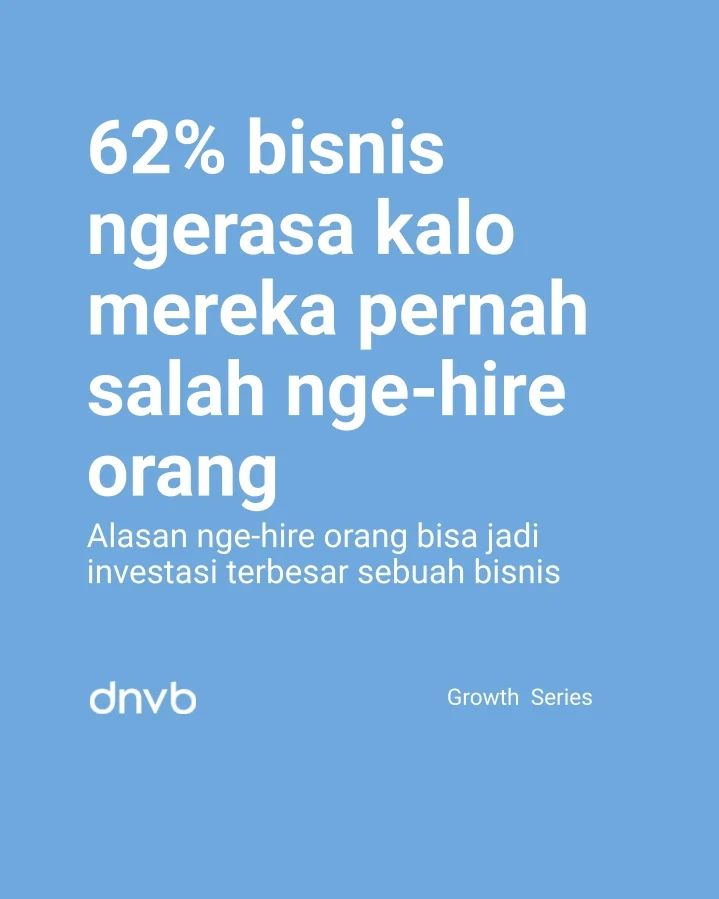 62% bisnis
ngerasa kalo
mereka pernah
salah nge-hire
orang
Alasan nge-hire orang bisa jadi
investasi terbesar sebuah bisnis
dnvb
Growth Series